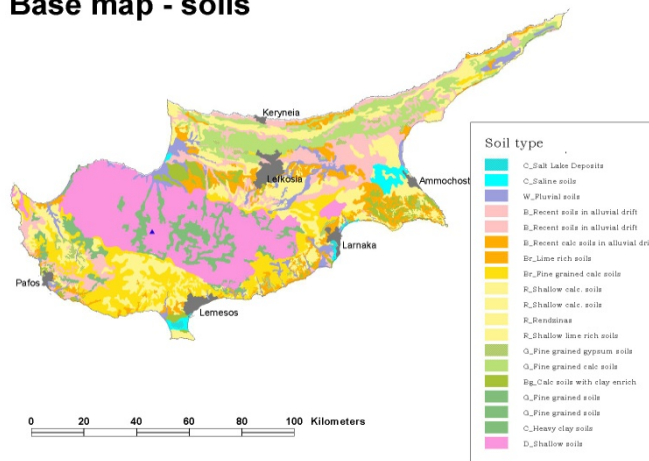 Base map - soils
Keryneia
Lefkosia
Ammochost
Larnaka
Pafos
Lemesos
0 20 40 60 80 100 Kilometers
Soil type
C_Salt Lake Deposits
C_Saline soils
W_Fluvial soils
B_Recent soils in alluvial drift
B_Recent soils in alluvial drift
B_Recent calc soils in alluvial drif
Br_Lime rich soils
Br_Fine grained calc soils
R_Shallow calc. soils
R_Shallow calc. soils
R_Rendzinas
R_Shallow lime rich soils
G_Fine grained gypsum soils
G_Fine grained calc soils
Bg_Calc soils with clay enrich
G_Fine grained soils
G_Fine grained soils
C_Heavy clay soils
D_Shallow soils